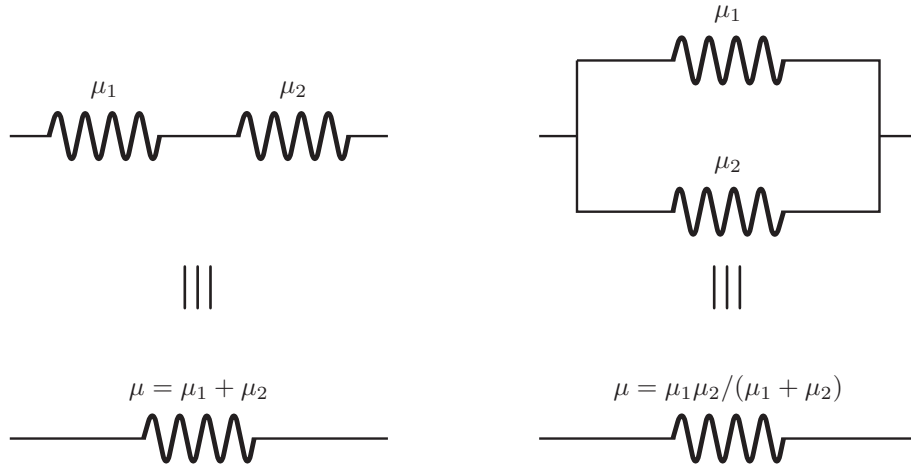 μ₁
μ₂
μ₁
μ₂
μ = μ₁ + μ₂
μ = μ₁μ₂/(μ₁ + μ₂)